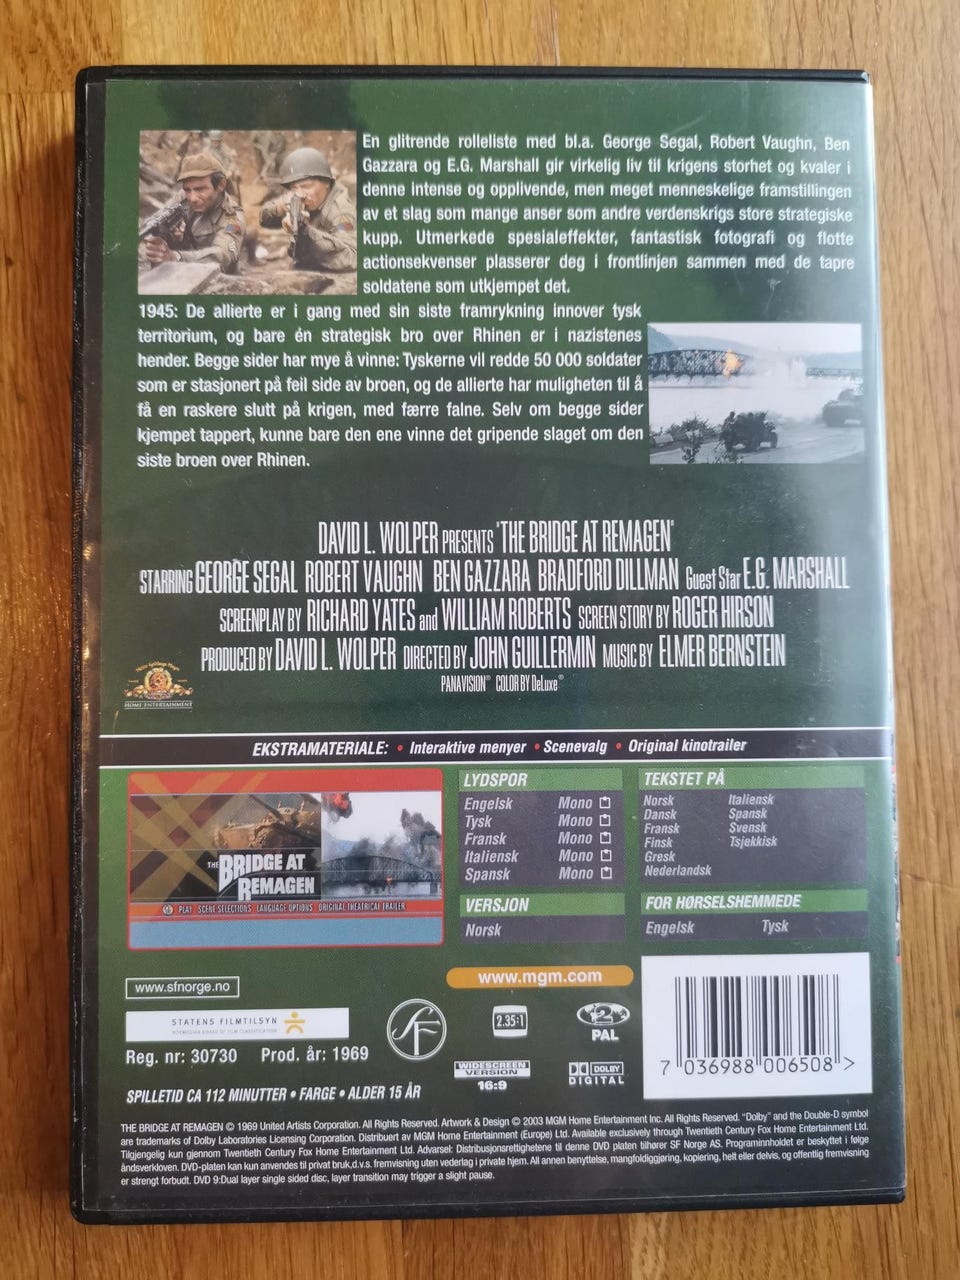 En glitrende rolleliste med bl.a. George Segal, Robert Vaughn, Ben
Gazzara og E.G. Marshall gir virkelig liv til krigens storhet og kvaler i
denne intense og opplivende, men meget menneskelige framstillingen
av et slag som mange anser som andre verdenskrigs store strategiske
kupp. Utmerkede spesialeffekter, fantastisk fotografi og flotte
actionsekvenser plasserer deg i frontlinjen sammen med de tapre
soldatene som utkjempet det.
1945: De allierte er i gang med sin siste framrykning innover tysk
territorium, og bare én strategisk bro over Rhinen er i nazistenes
hender. Begge sider har mye å vinne: Tyskerne vil redde 50 000 soldater
som er stasjonert på feil side av broen, og de allierte har muligheten til å
få en raskere slutt på krigen, med færre falne. Selv om begge sider
kjempet tappert, kunne bare den ene vinne det gripende slaget om den
siste broen over Rhinen.
DAVID L. WOLPER PRESENTS "THE BRIDGE AT REMAGEN"
STARRING GEORGE SEGAL ROBERT VAUGHN BEN GAZZARA BRADFORD DILLMAN Guest Star E.G. MARSHALL
SCREENPLAY BY RICHARD YATES and WILLIAM ROBERTS SCREEN STORY BY ROGER HIRSON
PRODUCED BY DAVID L. WOLPER DIRECTED BY JOHN GUILLERMIN MUSIC BY ELMER BERNSTEIN
PANAVISION® COLOR BY DeLuxe®
HOME ENTERTAINMENT
EKSTRAMATERIALE: • Interaktive menyer • Scenevalg • Original kinotrailer
THE BRIDGE AT
REMAGEN
PLAY SCENE SELECTIONS LANGUAGE OPTIONS ORIGINAL THEATRICAL TRAILER
LYDSPOR
Engelsk Mono
Tysk Mono
Fransk Mono
Italiensk Mono
Spansk Mono
VERSJON
Norsk
TEKSTET PÅ
Norsk Italiensk
Dansk Spansk
Fransk Svensk
Finsk Tsjekkisk
Gresk
Nederlandsk
FOR HØRSELSHEMMEDE
Engelsk Tysk
www.sfnorge.no
www.mgm.com
STATENS FILMTILSYN
NORWEGIAN BOARD OF FILM CLASSIFICATION
Reg. nr: 30730 Prod. år: 1969
SF
2.35:1
2
PAL
WIDESCREEN
VERSION
16:9
DOLBY
DIGITAL
7 036988 006508 >
SPILLETID CA 112 MINUTTER • FARGE • ALDER 15 ÅR
THE BRIDGE AT REMAGEN © 1969 United Artists Corporation. All Rights Reserved. Artwork & Design © 2003 MGM Home Entertainment Inc. All Rights Reserved. "Dolby" and the Double-D symbol
are trademarks of Dolby Laboratories Licensing Corporation. Distribuert av MGM Home Entertainment (Europe) Ltd. Available exclusively through Twentieth Century Fox Home Entertainment Ltd.
Tilgjengelig kun gjennom Twentieth Century Fox Home Entertainment Ltd. Advarsel: Distribusjonsrettighetene til denne DVD platen tilhører SF Norge AS. Programinnholdet er beskyttet i følge
åndsverkloven. DVD-platen kan kun anvendes til privat bruk,d.v.s. fremvisning uten vederlag i private hjem. All annen benyttelse, mangfoldiggjøring, kopiering, helt eller delvis, og offentlig fremvisning
er strengt forbudt. DVD 9:Dual layer single sided disc, layer transition may trigger a slight pause.